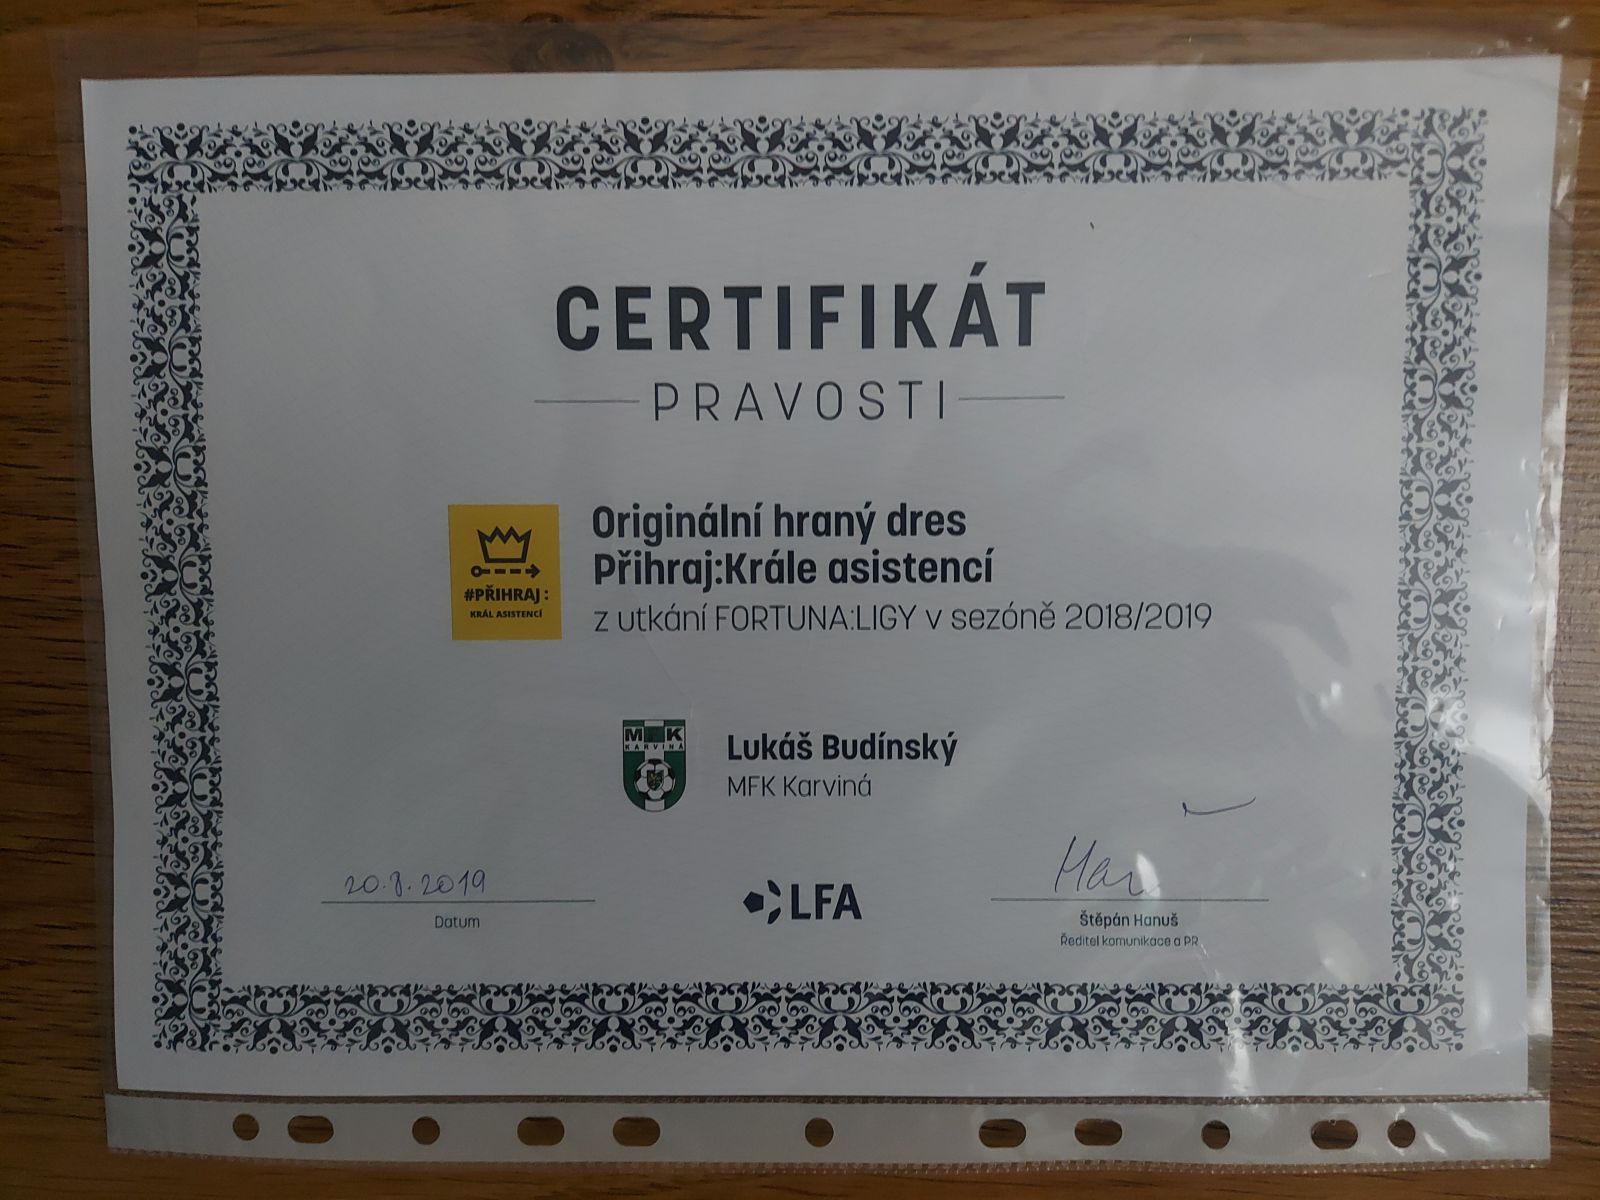 CERTIFIKÁT
PRAVOSTI
Originální hraný dres
Přihraj:Krále asistencí
z utkání FORTUNA:LIGY v sezóně 2018/2019
#PŘIHRAJ:
KRÁL ASISTENCÍ
MFK
KARVINÁ
Lukáš Budínský
MFK Karviná
20.8.2019
Datum
LFA
Štěpán Hanuš
Ředitel komunikace a PR